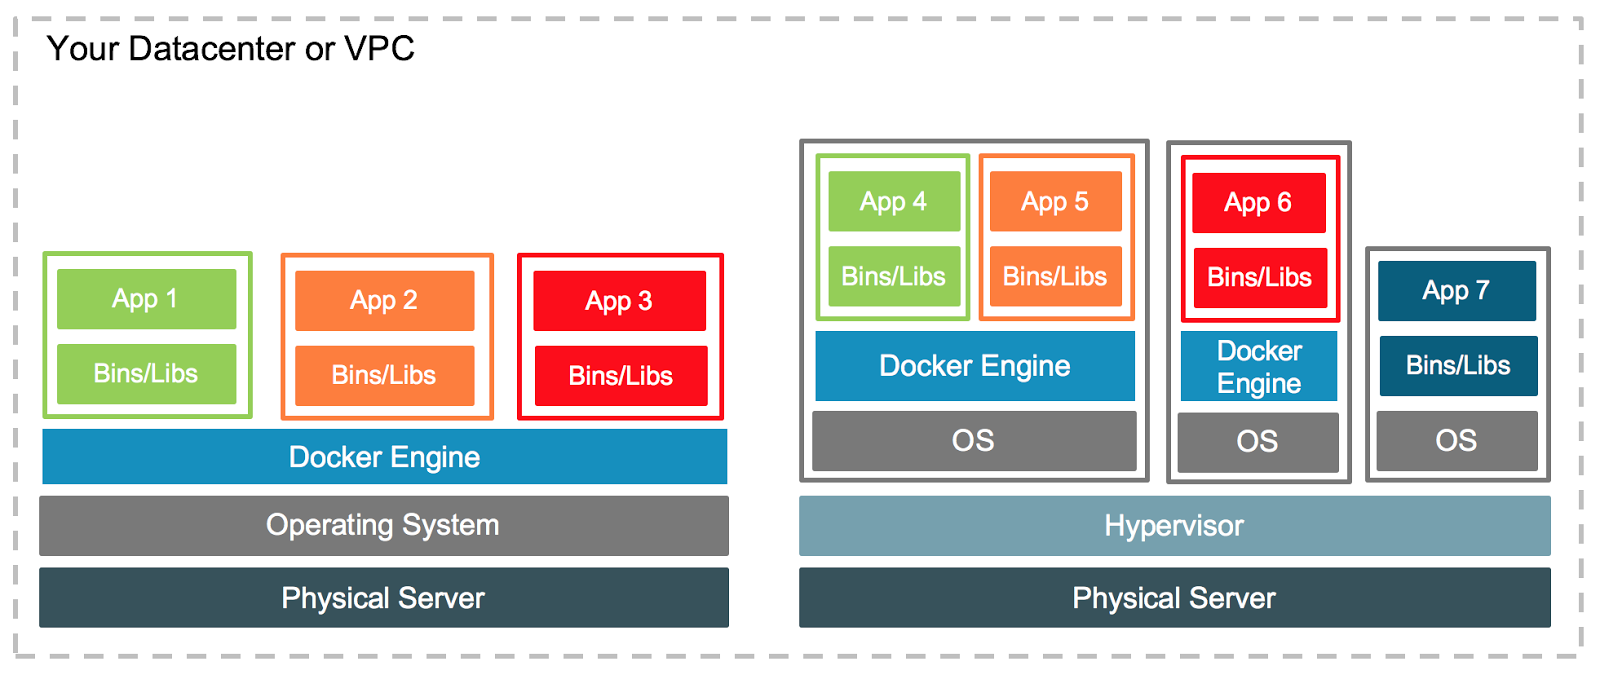 Your Datacenter or VPC
App 1
Bins/Libs
App 2
Bins/Libs
App 3
Bins/Libs
Docker Engine
Operating System
Physical Server
App 4
Bins/Libs
App 5
Bins/Libs
Docker Engine
OS
App 6
Bins/Libs
Docker
Engine
OS
App 7
Bins/Libs
OS
Hypervisor
Physical Server